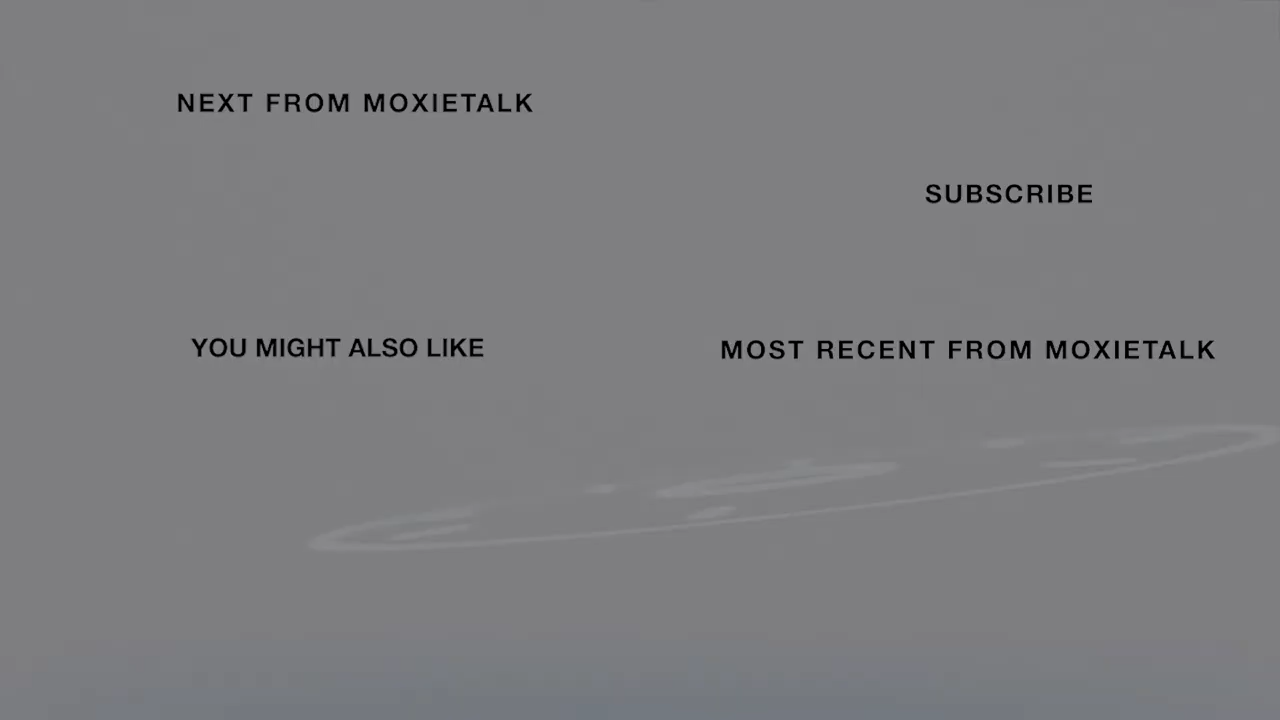 NEXT FROM MOXIETALK
SUBSCRIBE
YOU MIGHT ALSO LIKE
MOST RECENT FROM MOXIETALK